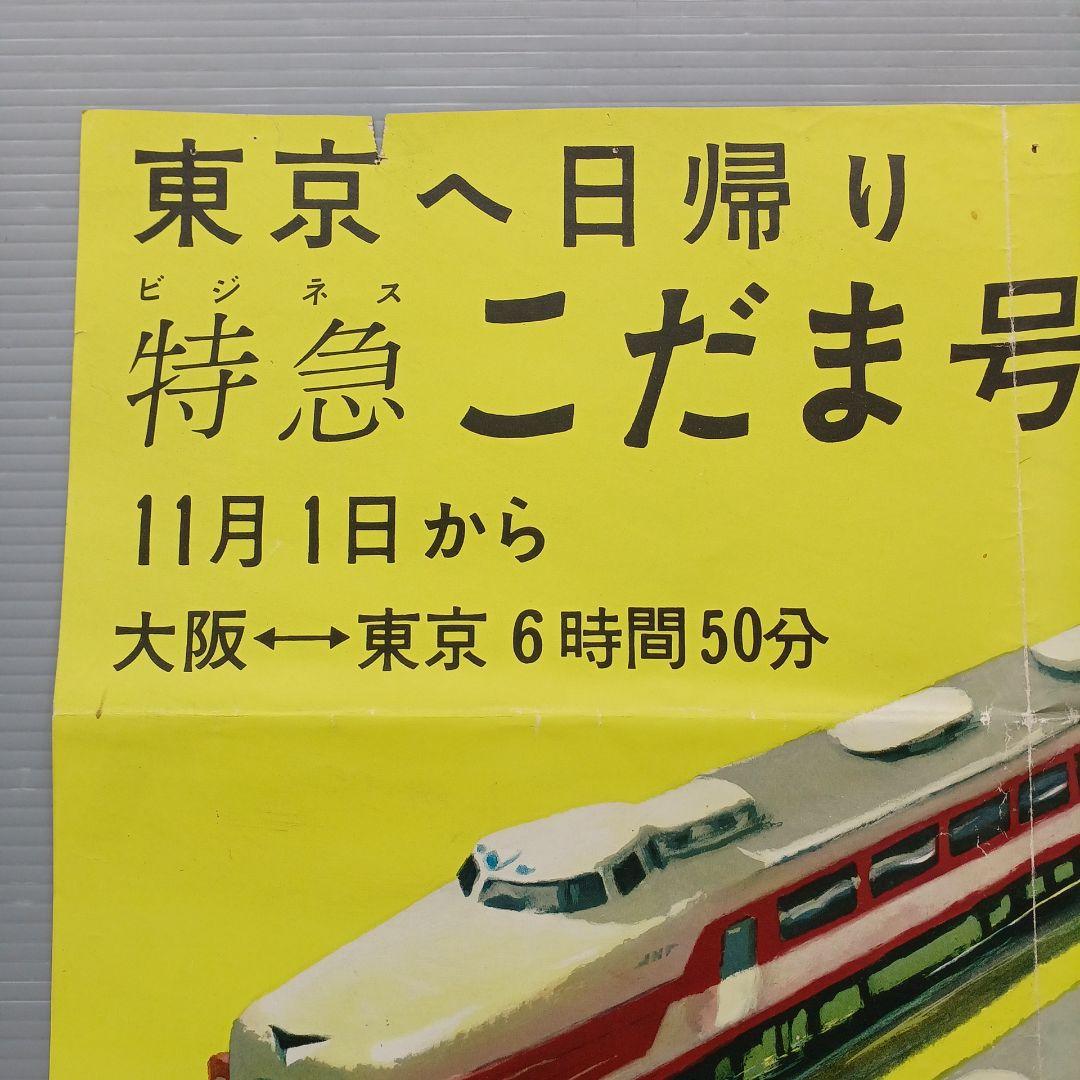 東京へ日帰り
ビジネス
特急 こだま号
11月1日から
大阪↔東京 6時間50分
JNR